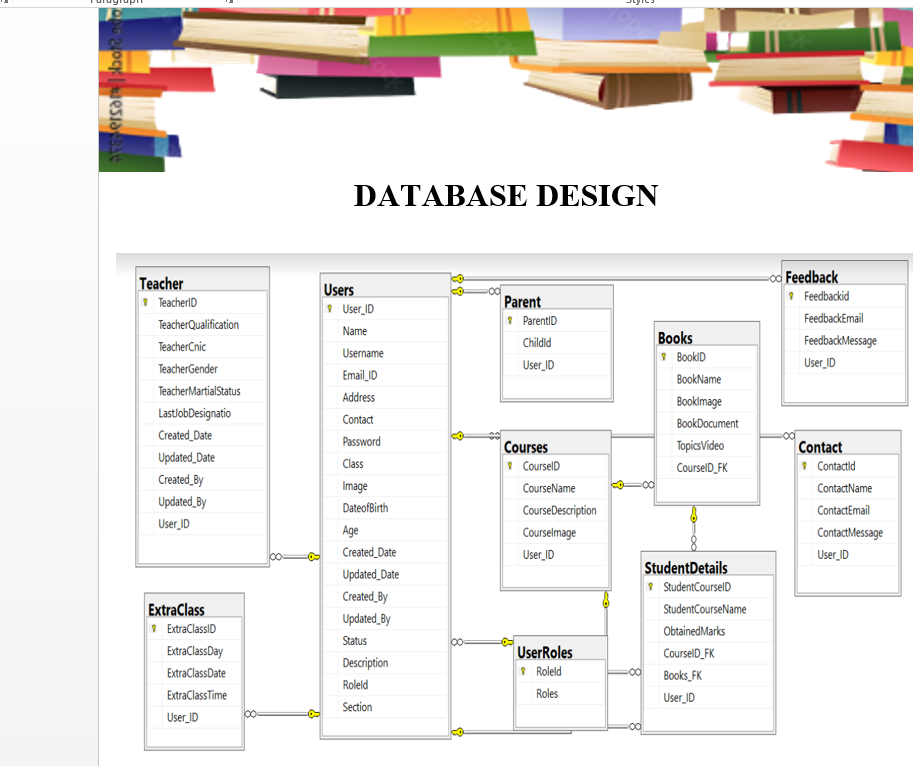 Paragraph
Styles
DATABASE DESIGN
Teacher
TeacherID
TeacherQualification
TeacherCnic
TeacherGender
TeacherMartialStatus
LastJobDesignatio
Created_Date
Updated_Date
Created_By
Updated_By
User_ID
ExtraClass
ExtraClassID
ExtraClassDay
ExtraClassDate
ExtraClassTime
User_ID
Users
User_ID
Name
Username
Email_ID
Address
Contact
Password
Class
Image
DateofBirth
Age
Created_Date
Updated_Date
Created_By
Updated_By
Status
Description
RoleId
Section
Parent
ParentID
ChildId
User_ID
Courses
CourseID
CourseName
CourseDescription
CourseImage
User_ID
UserRoles
RoleId
Roles
Books
BookID
BookName
BookImage
BookDocument
TopicsVideo
CourseID_FK
StudentDetails
StudentCourseID
StudentCourseName
ObtainedMarks
CourseID_FK
Books_FK
User_ID
Feedback
Feedbackid
FeedbackEmail
FeedbackMessage
User_ID
Contact
ContactId
ContactName
ContactEmail
ContactMessage
User_ID